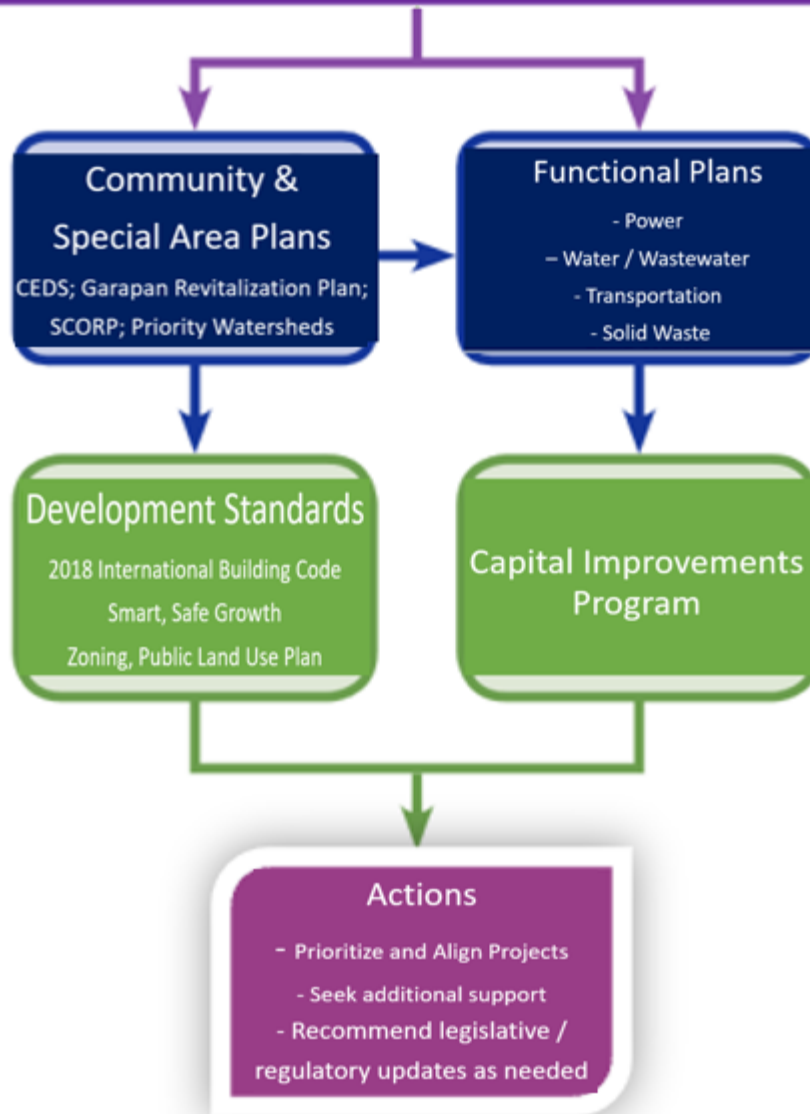 Community &
Special Area Plans
CEDS; Garapan Revitalization Plan;
SCORP; Priority Watersheds
Functional Plans
- Power
– Water / Wastewater
- Transportation
- Solid Waste
Development Standards
2018 International Building Code
Smart, Safe Growth
Zoning, Public Land Use Plan
Capital Improvements
Program
Actions
- Prioritize and Align Projects
- Seek additional support
- Recommend legislative /
regulatory updates as needed